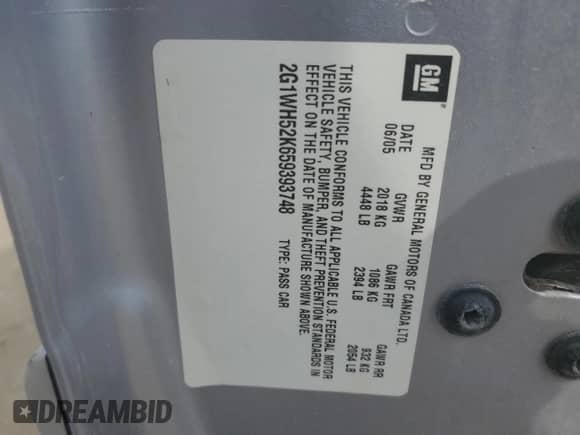 GM
MFD BY GENERAL MOTORS OF CANADA LTD.
DATE GVWR GAWR FRT GAWR RR
06/05 2018 KG 1086 KG 932 KG
4448 LB 2394 LB 2054 LB
THIS VEHICLE CONFORMS TO ALL APPLICABLE U.S. FEDERAL MOTOR
VEHICLE SAFETY, BUMPER, AND THEFT PREVENTION STANDARDS IN
EFFECT ON THE DATE OF MANUFACTURE SHOWN ABOVE.
2G1WH52K659393748 TYPE: PASS CAR
DREAMBID